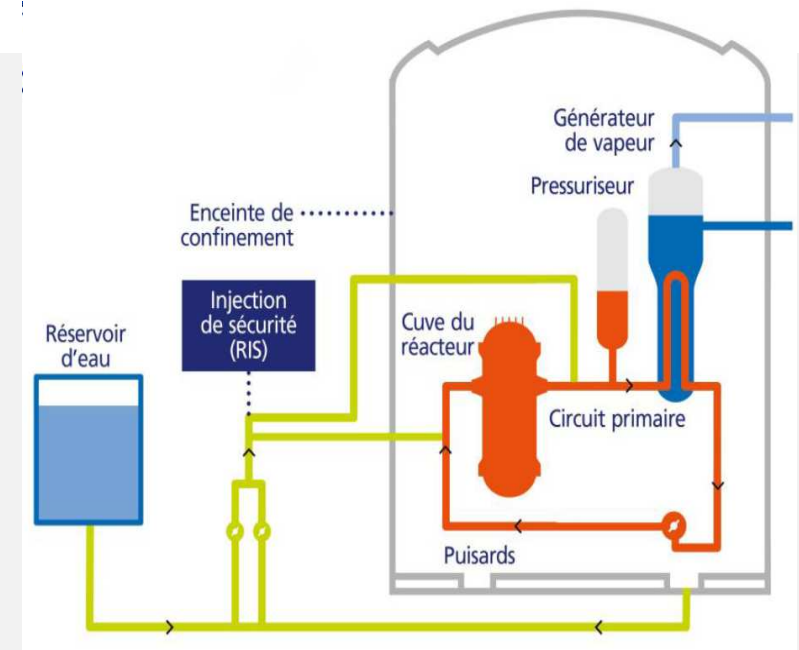 Générateur
de vapeur
Pressuriseur
Enceinte de
confinement
Injection
de sécurité
(RIS)
Cuve du
réacteur
Réservoir
d'eau
Circuit primaire
Puisards